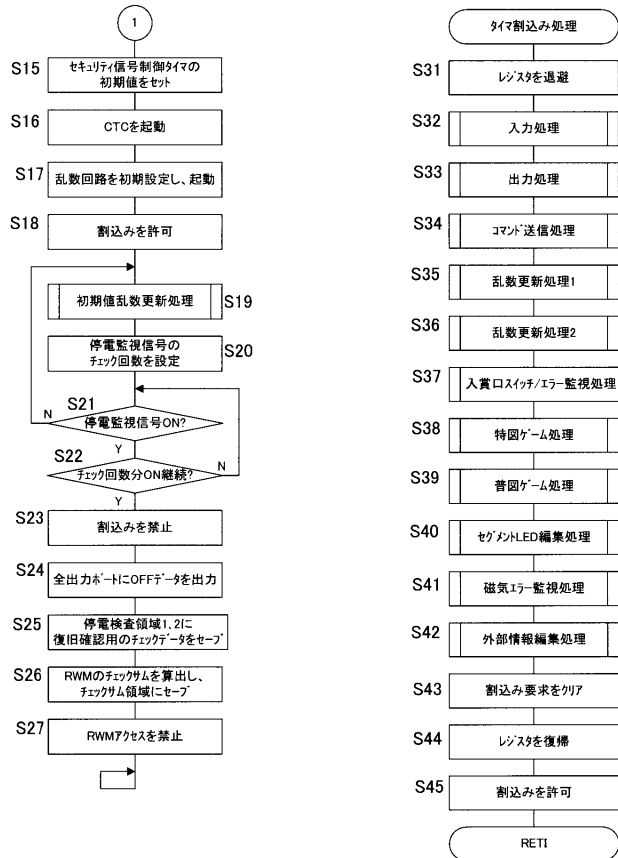 1
S15
セキュリティ信号制御タイマの
初期値をセット
S16
CTCを起動
S17
乱数回路を初期設定し、起動
S18
割込みを許可
初期値乱数更新処理
S19
停電監視信号の
チェック回数を設定
S20
S21
N
停電監視信号ON?
Y
S22
チェック回数分ON継続?
N
Y
S23
割込みを禁止
S24
全出力ポートにOFFデータを出力
S25
停電検査領域1、2に
復旧確認用のチェックデータをセーブ
S26
RWMのチェックサムを算出し、
チェックサム領域にセーブ
S27
RWMアクセスを禁止
タイマ割込み処理
S31
レジスタを退避
S32
入力処理
S33
出力処理
S34
コマンド送信処理
S35
乱数更新処理1
S36
乱数更新処理2
S37
入賞口スイッチ/エラー監視処理
S38
特図ゲーム処理
S39
普図ゲーム処理
S40
セグメントLED編集処理
S41
磁気エラー監視処理
S42
外部情報編集処理
S43
割込み要求をクリア
S44
レジスタを復帰
S45
割込みを許可
RETI